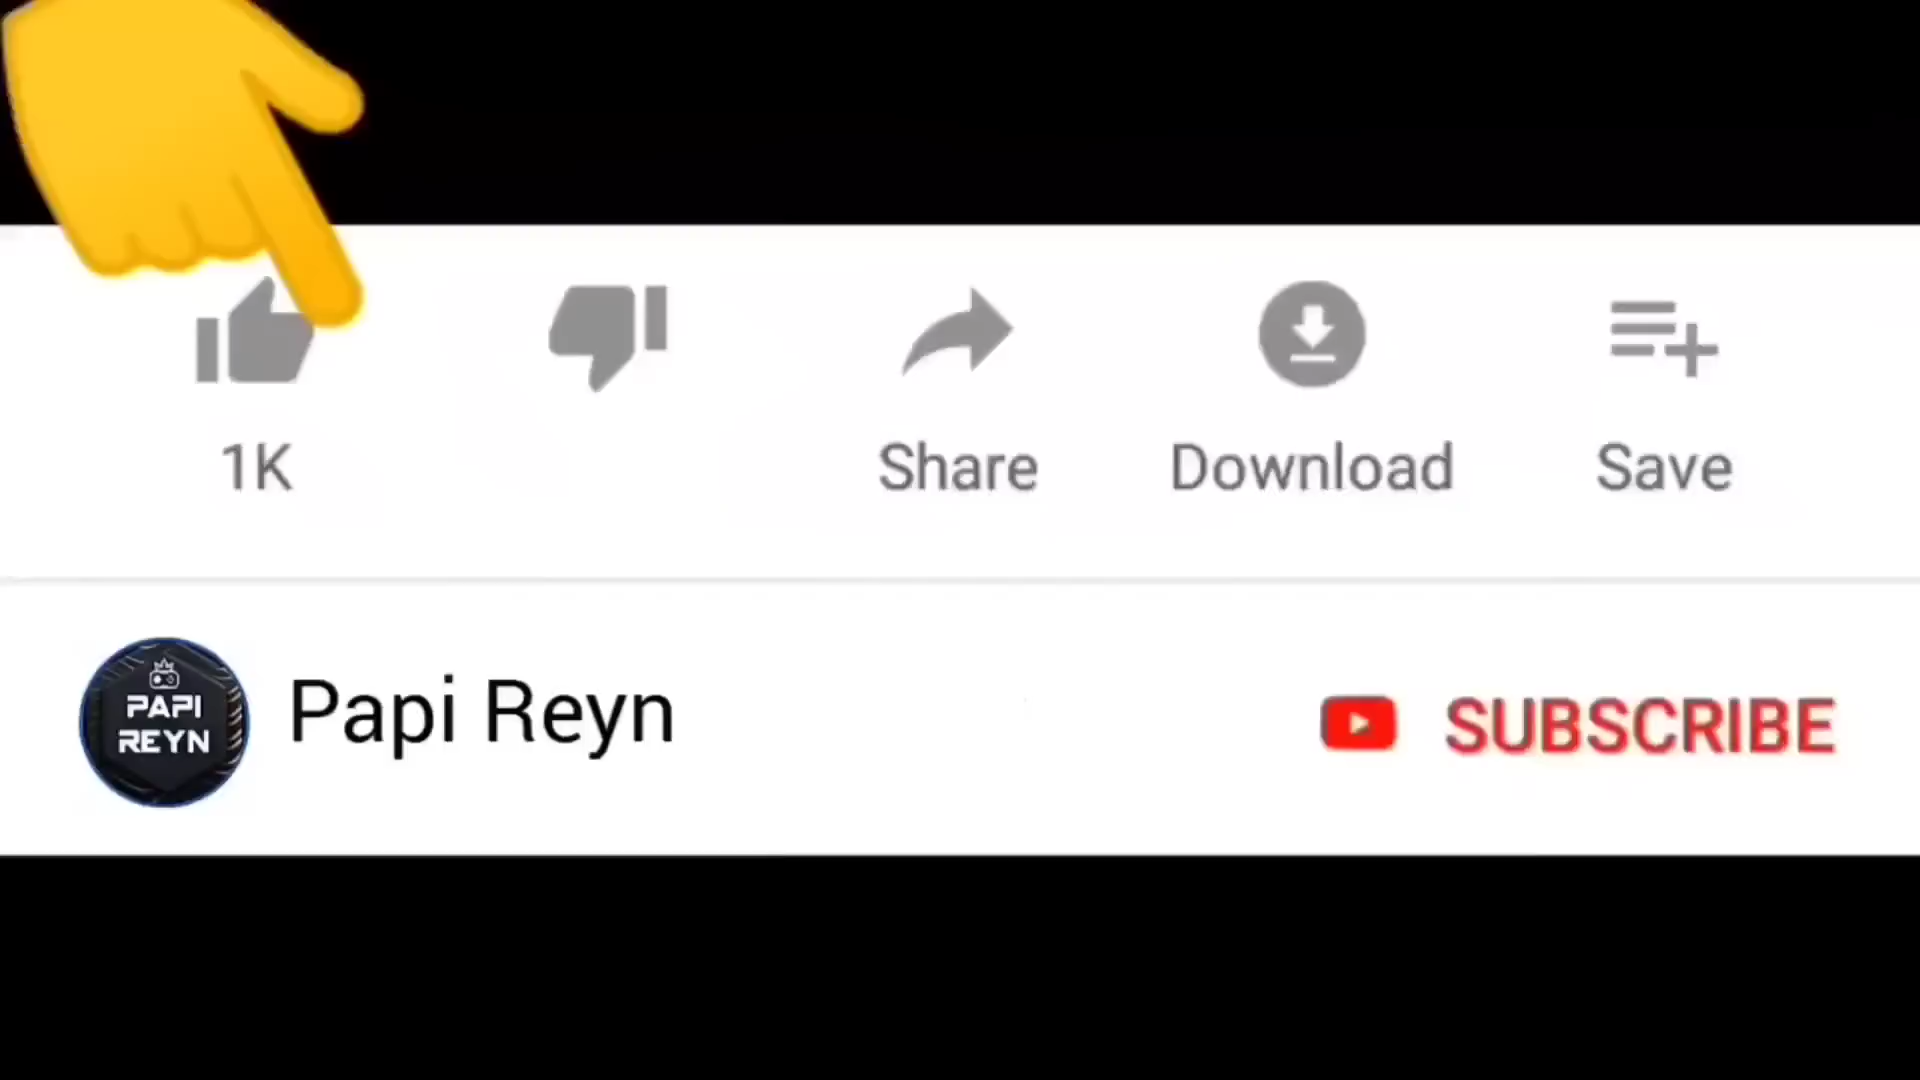 1K
Share
Download
Save
PAPI
REYN
Papi Reyn
SUBSCRIBE